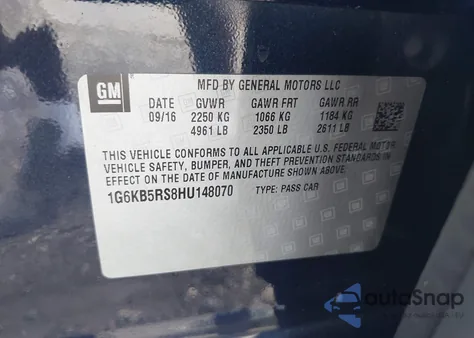 GM
MFD BY GENERAL MOTORS LLC
DATE GVWR GAWR FRT GAWR RR
09/16 2250 KG 1066 KG 1184 KG
4961 LB 2350 LB 2611 LB
THIS VEHICLE CONFORMS TO ALL APPLICABLE U.S. FEDERAL MOTOR
VEHICLE SAFETY, BUMPER, AND THEFT PREVENTION STANDARDS IN
EFFECT ON THE DATE OF MANUFACTURE SHOWN ABOVE.
1G6KB5RS8HU148070 TYPE: PASS CAR
autoSnap